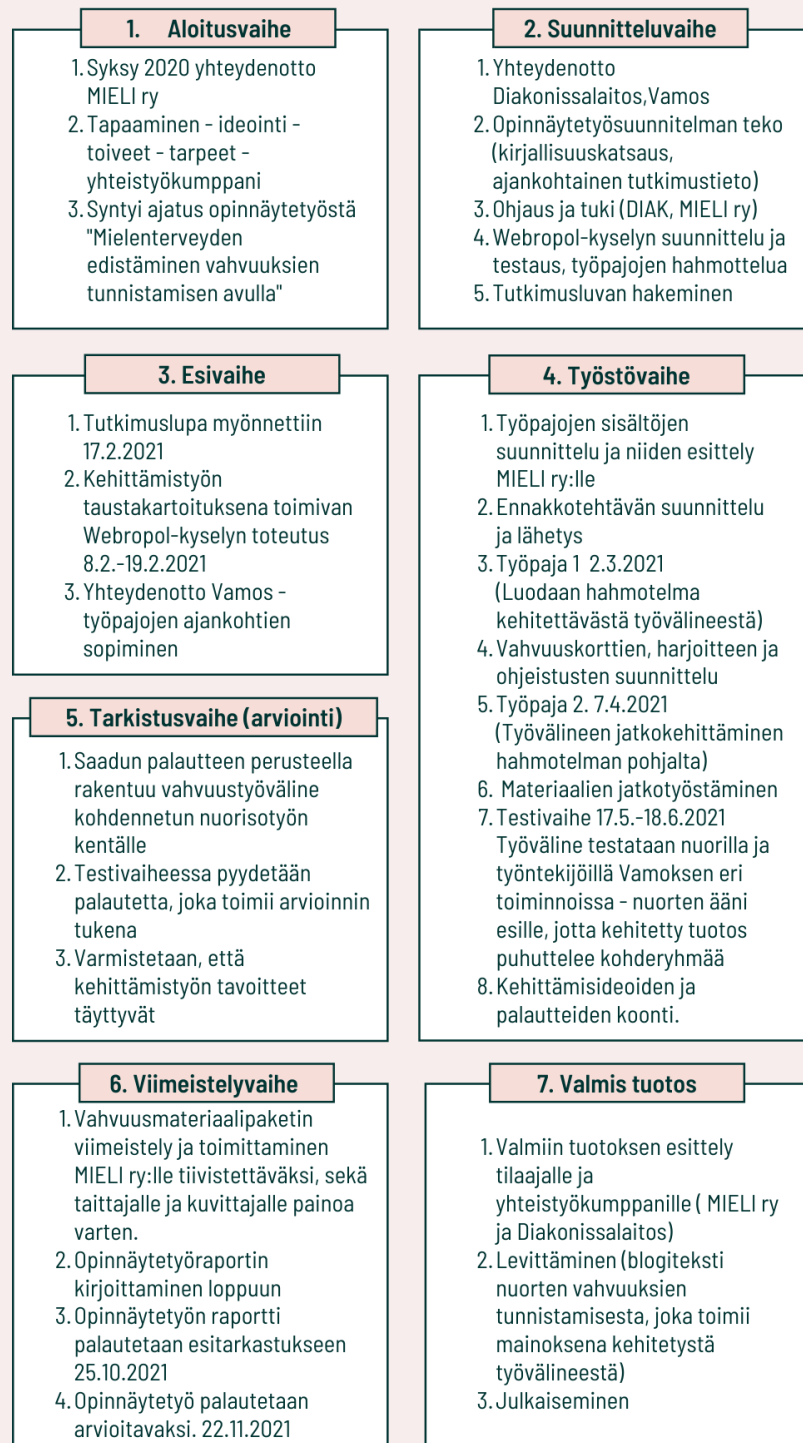 1. Aloitusvaihe
1. Syksy 2020 yhteydenotto
MIELI ry
2. Tapaaminen - ideointi -
toiveet - tarpeet -
yhteistyökumppani
3. Syntyi ajatus opinnäytetyöstä
"Mielenterveyden
edistäminen vahvuuksien
tunnistamisen avulla"
2. Suunnitteluvaihe
1. Yhteydenotto
Diakonissalaitos,Vamos
2. Opinnäytetyösuunnitelman teko
(kirjallisuuskatsaus,
ajankohtainen tutkimustieto)
3. Ohjaus ja tuki (DIAK, MIELI ry)
4. Webropol-kyselyn suunnittelu ja
testaus, työpajojen hahmottelua
5. Tutkimusluvan hakeminen
3. Esivaihe
1. Tutkimuslupa myönnettiin
17.2.2021
2. Kehittämistyön
taustakartoituksena toimivan
Webropol-kyselyn toteutus
8.2.-19.2.2021
3. Yhteydenotto Vamos -
työpajojen ajankohtien
sopiminen
4. Työstövaihe
1. Työpajojen sisältöjen
suunnittelu ja niiden esittely
MIELI ry:lle
2. Ennakkotehtävän suunnittelu
ja lähetys
3. Työpaja 1 2.3.2021
(Luodaan hahmotelma
kehitettävästä työvälineestä)
4. Vahvuuskorttien, harjoitteen ja
ohjeistusten suunnittelu
5. Työpaja 2. 7.4.2021
(Työvälineen jatkokehittäminen
hahmotelman pohjalta)
6. Materiaalien jatkotyöstäminen
7. Testivaihe 17.5.-18.6.2021
Työväline testataan nuorilla ja
työntekijöillä Vamoksen eri
toiminnoissa - nuorten ääni
esille, jotta kehitetty tuotos
puhuttelee kohderyhmää
8. Kehittämisideoiden ja
palautteiden koonti.
5. Tarkistusvaihe (arviointi)
1. Saadun palautteen perusteella
rakentuu vahvuustyöväline
kohdennetun nuorisotyön
kentälle
2. Testivaiheessa pyydetään
palautetta, joka toimii arvioinnin
tukena
3. Varmistetaan, että
kehittämistyön tavoitteet
täyttyvät
6. Viimeistelyvaihe
1. Vahvuusmateriaalipaketin
viimeistely ja toimittaminen
MIELI ry:lle tiivistettäväksi, sekä
taittajalle ja kuvittajalle painoa
varten.
2. Opinnäytetyöraportin
kirjoittaminen loppuun
3. Opinnäytetyön raportti
palautetaan esitarkastukseen
25.10.2021
4. Opinnäytetyö palautetaan
arvioitavaksi. 22.11.2021
7. Valmis tuotos
1. Valmiin tuotoksen esittely
tilaajalle ja
yhteistyökumppanille ( MIELI ry
ja Diakonissalaitos)
2. Levittäminen (blogiteksti
nuorten vahvuuksien
tunnistamisesta, joka toimii
mainoksena kehitetystä
työvälineestä)
3. Julkaiseminen